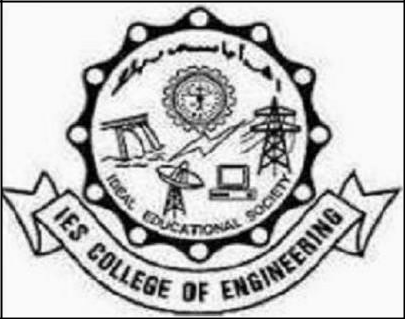 IDEAL EDUCATIONAL SOCIETY
IES COLLEGE OF ENGINEERING